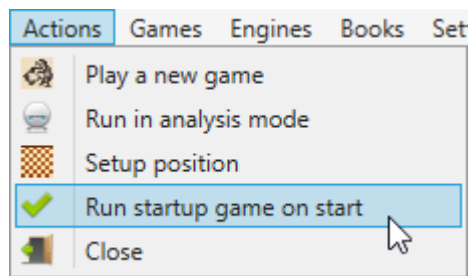 Actions Games Engines Books Set
Play a new game
Run in analysis mode
Setup position
Run startup game on start
Close